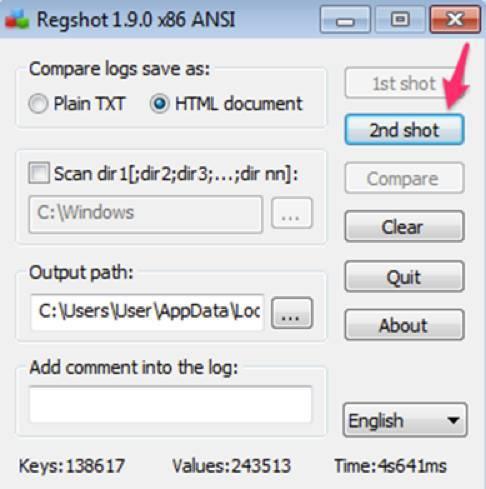 Regshot 1.9.0 x86 ANSI
Compare logs save as:
Plain TXT HTML document
1st shot
2nd shot
Scan dir1[;dir2;dir3;...;dir nn]:
Compare
C:\Windows ...
Clear
Output path:
Quit
C:\Users\User\AppData\Loc ...
About
Add comment into the log:
English
Keys:138617 Values:243513 Time:4s641ms